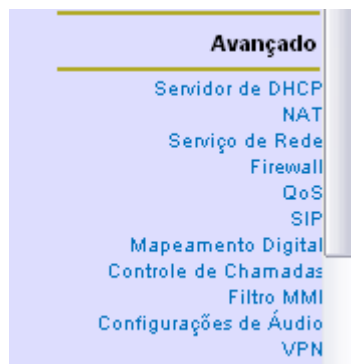 Avançado
Servidor de DHCP
NAT
Serviço de Rede
Firewall
QoS
SIP
Mapeamento Digital
Controle de Chamadas
Filtro MMI
Configurações de Áudio
VPN